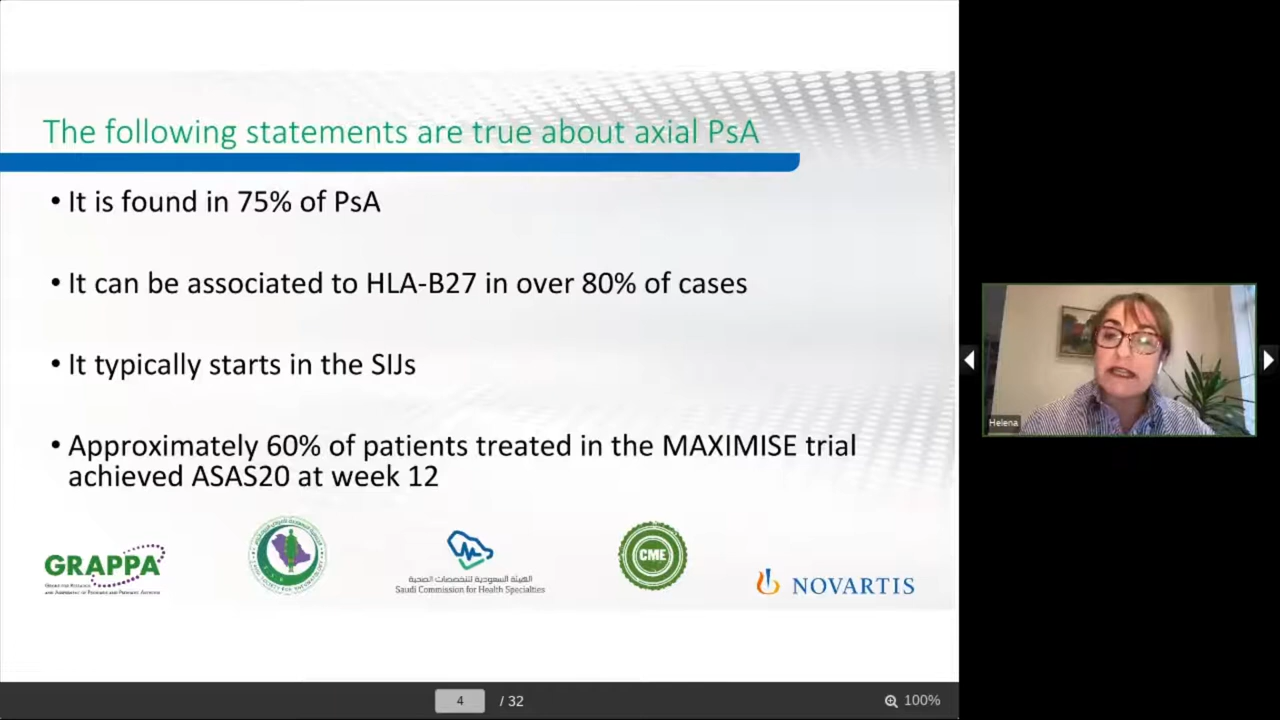 The following statements are true about axial PsA
• It is found in 75% of PsA
• It can be associated to HLA-B27 in over 80% of cases
• It typically starts in the SIJs
• Approximately 60% of patients treated in the MAXIMISE trial
achieved ASAS20 at week 12
Helena
GRAPPA
CME
الهيئة السعودية للتخصصات الصحية
Saudi Commission for Health Specialties
NOVARTIS
4 / 32
100%